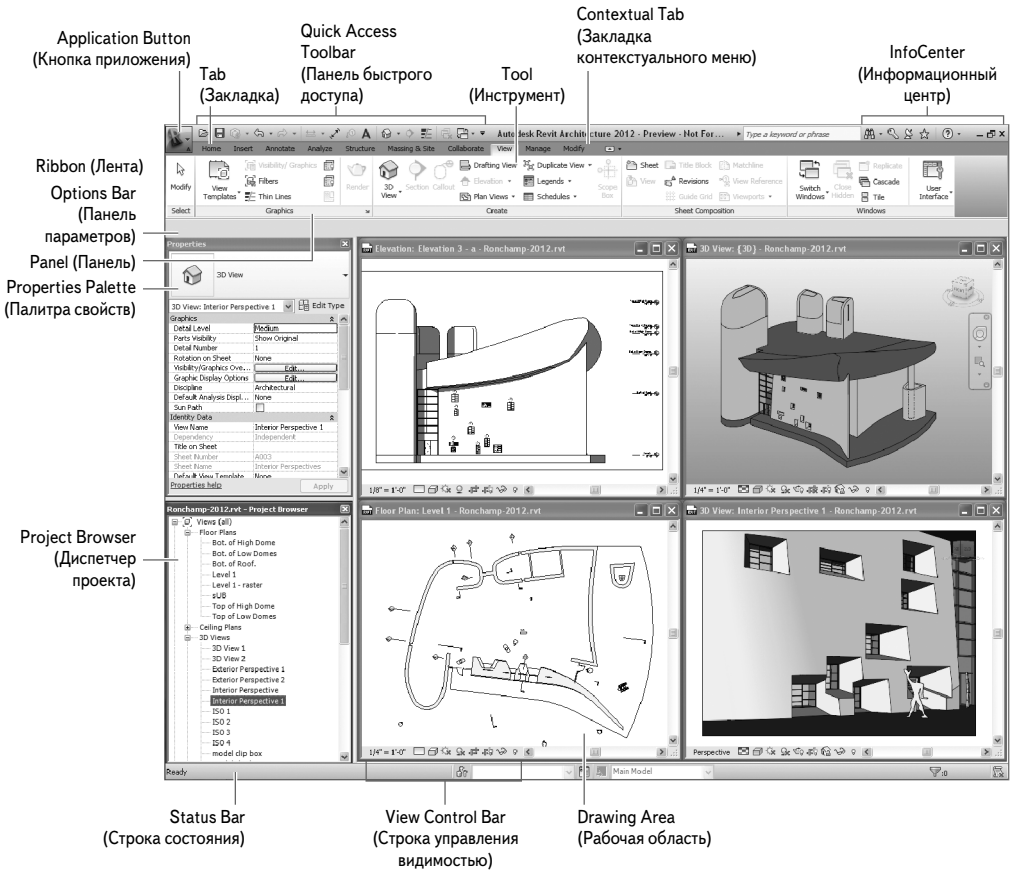 Application Button
(Кнопка приложения)
Tab
(Закладка)
Quick Access
Toolbar
(Панель быстрого
доступа)
Tool
(Инструмент)
Contextual Tab
(Закладка
контекстуального меню)
InfoCenter
(Информационный
центр)
Autodesk Revit Architecture 2012 - Preview - Not For...
Type a keyword or phrase
Home Insert Annotate Analyze Structure Massing & Site Collaborate View Manage Modify
Ribbon (Лента)
Options Bar
(Панель
параметров)
Panel (Панель)
Properties Palette
(Палитра свойств)
Project Browser
(Диспетчер
проекта)
Modify
View
Templates
Visibility/ Graphics
Filters
Thin Lines
Render
3D
View
Section
Callout
Drafting View
Elevation
Plan Views
Duplicate View
Legends
Schedules
Scope
Box
Sheet
View
Title Block
Revisions
Guide Grid
Matchline
View Reference
Viewports
Switch
Windows
Close
Hidden
Replicate
Cascade
Tile
User
Interface
Select
Graphics
Create
Sheet Composition
Windows
Properties
3D View
3D View: Interior Perspective 1
Edit Type
Graphics
Detail Level Medium
Parts Visibility Show Original
Detail Number 1
Rotation on Sheet None
Visibility/Graphics Ove... Edit...
Graphic Display Options Edit...
Discipline Architectural
Default Analysis Displ... None
Sun Path
Identity Data
View Name Interior Perspective 1
Dependency Independent
Title on Sheet
Sheet Number A003
Sheet Name Interior Perspectives
Default View Template None
Properties help
Apply
Ronchamp-2012.rvt - Project Browser
Views (all)
Floor Plans
Bot. of High Dome
Bot. of Low Domes
Bot. of Roof.
Level 1
Level 1 - raster
sUB
Top of High Dome
Top of Low Domes
Ceiling Plans
3D Views
3D View 1
3D View 2
Exterior Perspective 1
Exterior Perspective 2
Interior Perspective
Interior Perspective 1
ISO 1
ISO 2
ISO 3
ISO 4
model clip box
Elevation: Elevation 3 - a - Ronchamp-2012.rvt
1/8" = 1'-0"
3D View: {3D} - Ronchamp-2012.rvt
1/4" = 1'-0"
Floor Plan: Level 1 - Ronchamp-2012.rvt
1/4" = 1'-0"
3D View: Interior Perspective 1 - Ronchamp-2012.rvt
Perspective
Ready
Main Model
:0
Status Bar
(Строка состояния)
View Control Bar
(Строка управления
видимостью)
Drawing Area
(Рабочая область)